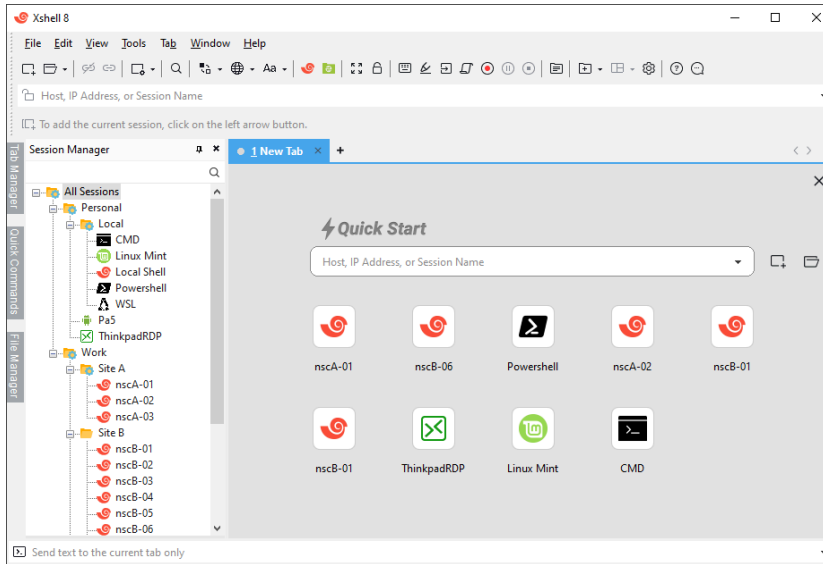 Xshell 8
File Edit View Tools Tab Window Help
Aa
Host, IP Address, or Session Name
To add the current session, click on the left arrow button.
Tab Manager
Quick Commands
File Manager
Session Manager
All Sessions
Personal
Local
CMD
Linux Mint
Local Shell
Powershell
WSL
Pa5
ThinkpadRDP
Work
Site A
nscA-01
nscA-02
nscA-03
Site B
nscB-01
nscB-02
nscB-03
nscB-04
nscB-05
nscB-06
1 New Tab
Quick Start
Host, IP Address, or Session Name
nscA-01 nscB-06 Powershell nscA-02 nscB-01
nscB-01 ThinkpadRDP Linux Mint CMD
Send text to the current tab only